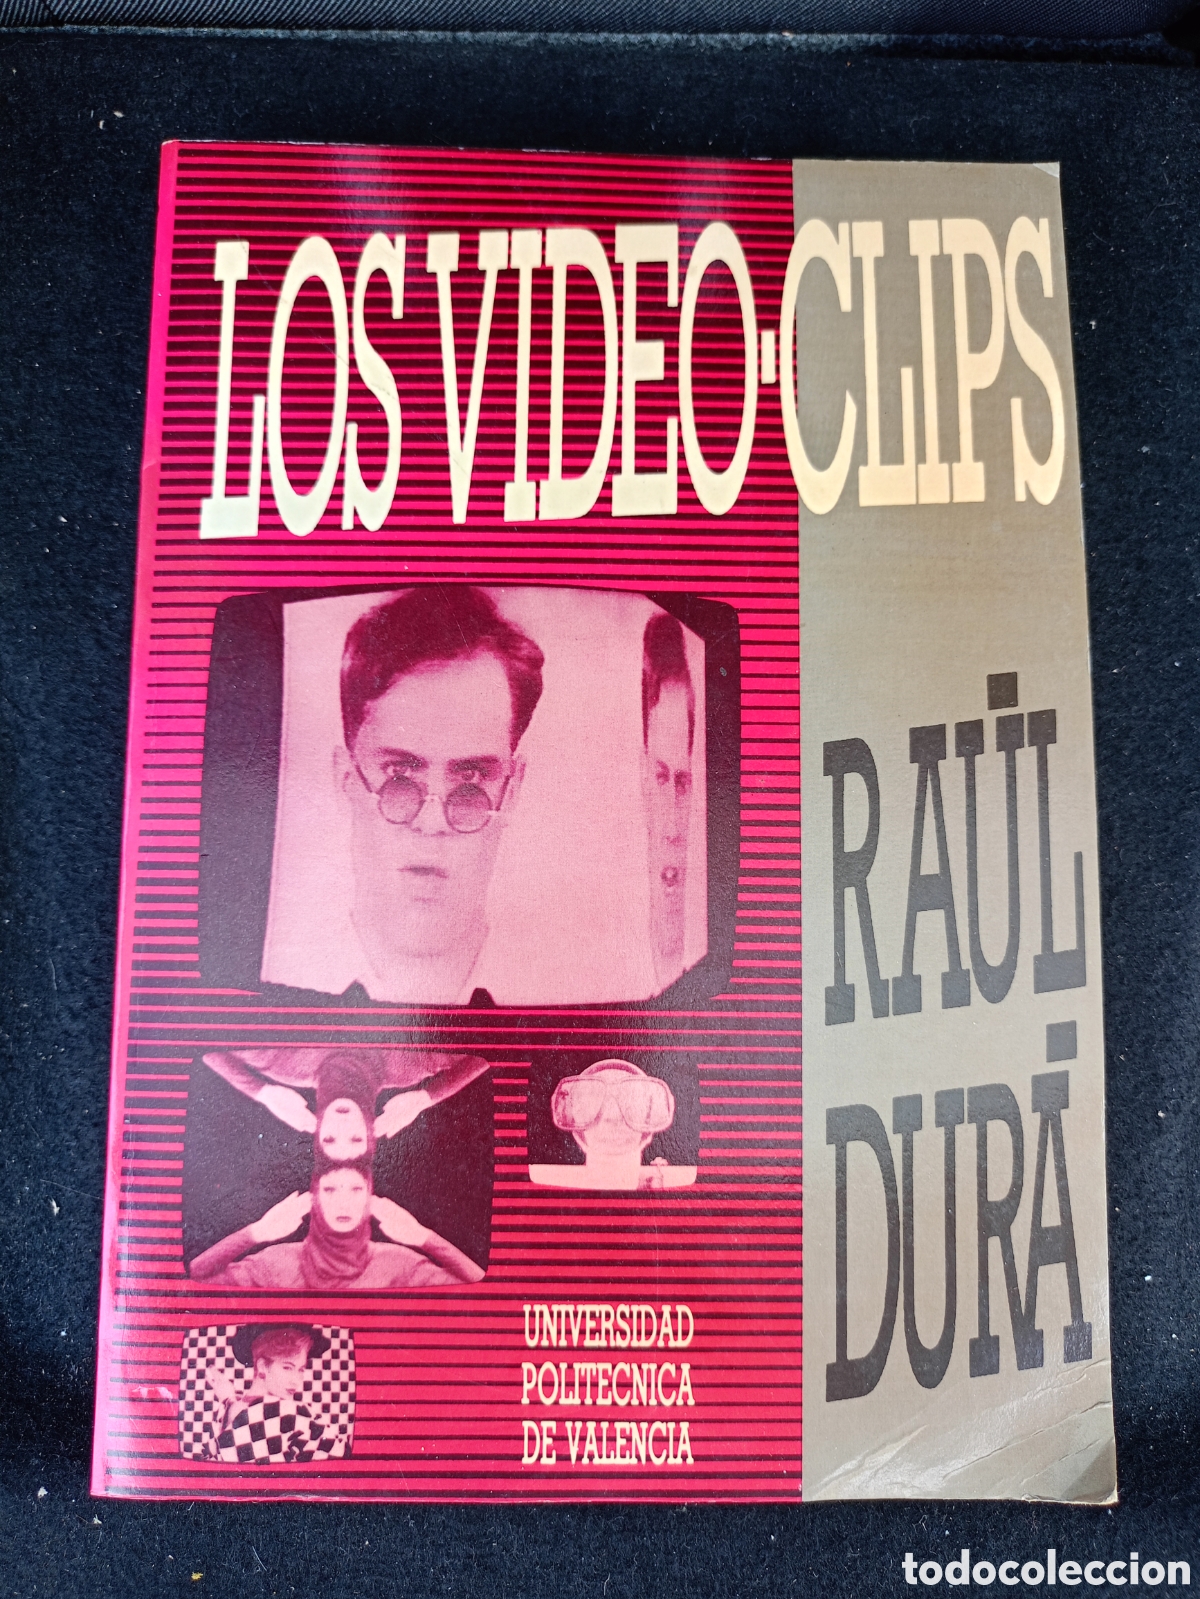 LOS VIDEO-CLIPS
RAÚL
DURÁ
UNIVERSIDAD
POLITECNICA
DE VALENCIA
todocoleccion